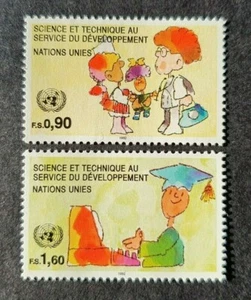 SCIENCE ET TECHNIQUE AU
SERVICE DU DÉVELOPPEMENT
NATIONS UNIES
F.S.0,90
SCIENCE ET TECHNIQUE AU
SERVICE DU DÉVELOPPEMENT
NATIONS UNIES
F.S.1,60